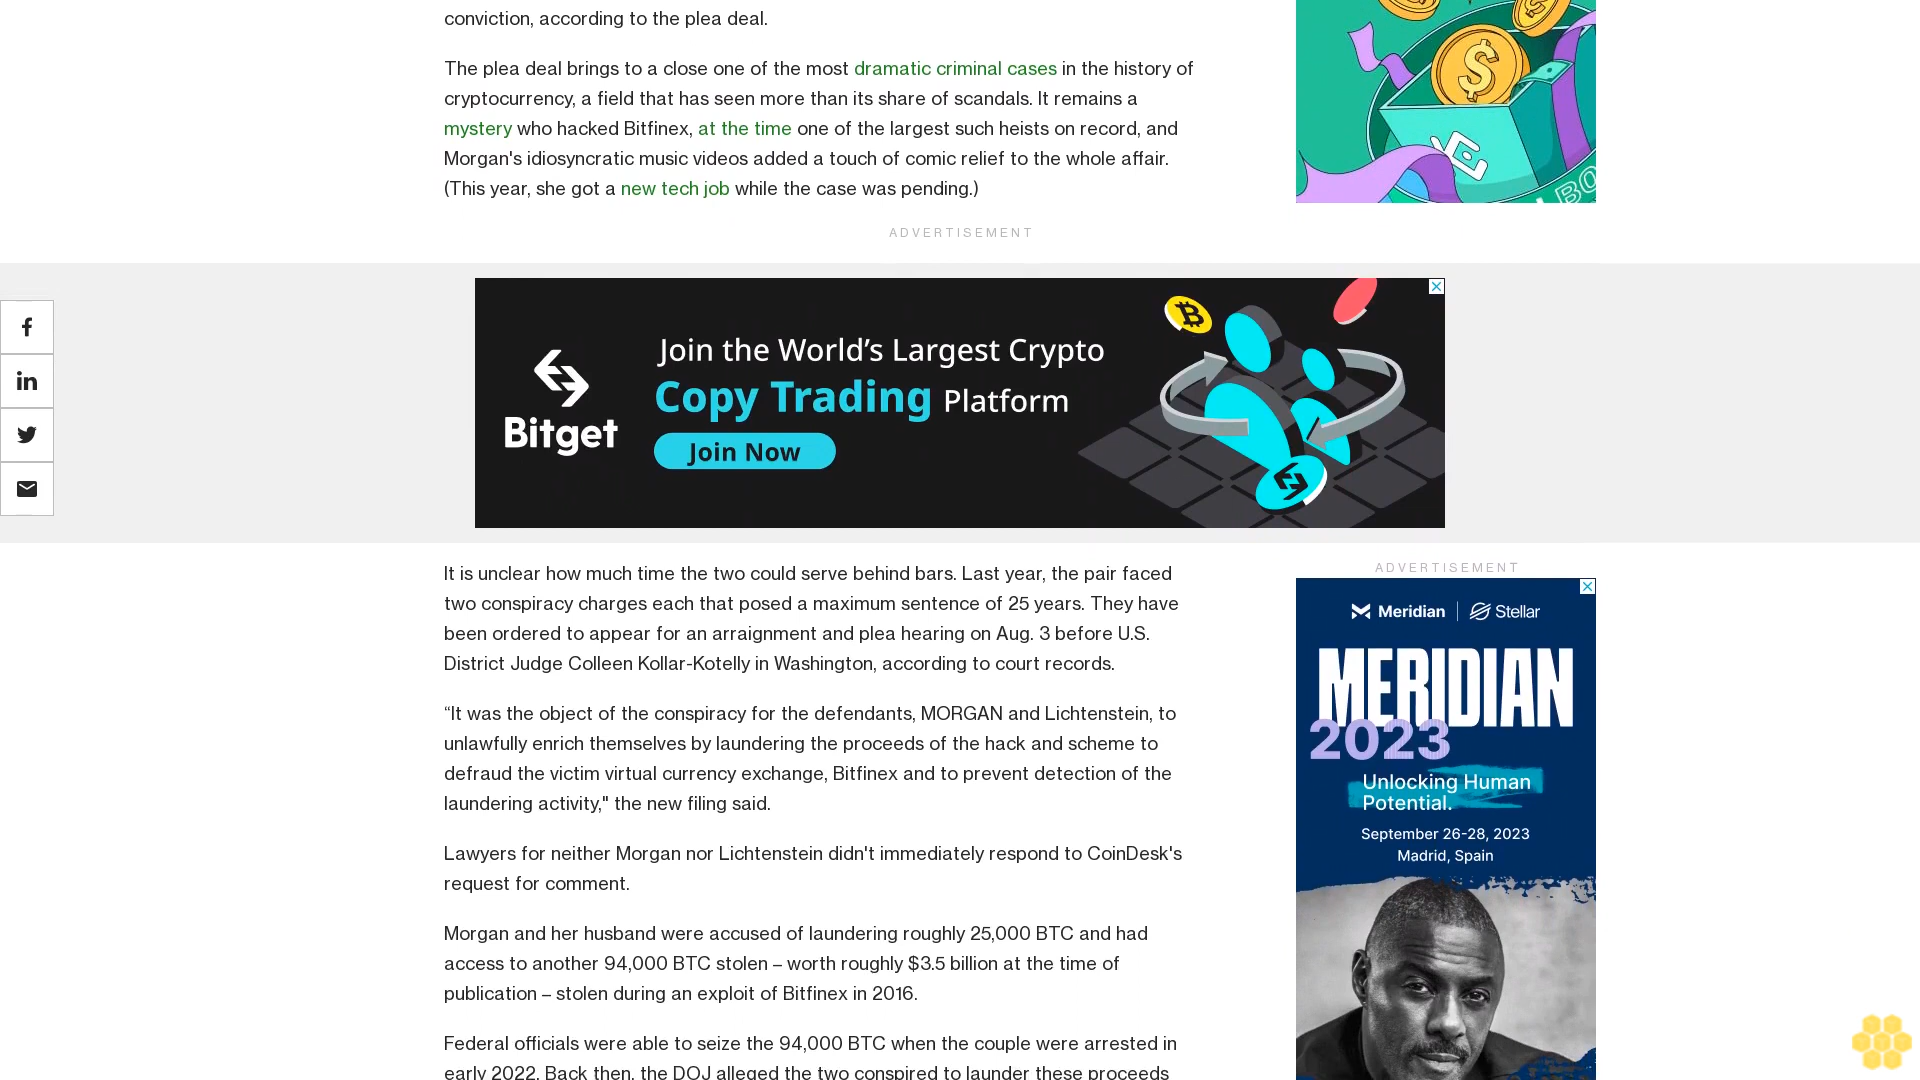 conviction, according to the plea deal.
The plea deal brings to a close one of the most dramatic criminal cases in the history of
cryptocurrency, a field that has seen more than its share of scandals. It remains a
mystery who hacked Bitfinex, at the time one of the largest such heists on record, and
Morgan's idiosyncratic music videos added a touch of comic relief to the whole affair.
(This year, she got a new tech job while the case was pending.)
ADVERTISEMENT
Bitget
Join the World's Largest Crypto
Copy Trading Platform
Join Now
It is unclear how much time the two could serve behind bars. Last year, the pair faced
two conspiracy charges each that posed a maximum sentence of 25 years. They have
been ordered to appear for an arraignment and plea hearing on Aug. 3 before U.S.
District Judge Colleen Kollar-Kotelly in Washington, according to court records.
“It was the object of the conspiracy for the defendants, MORGAN and Lichtenstein, to
unlawfully enrich themselves by laundering the proceeds of the hack and scheme to
defraud the victim virtual currency exchange, Bitfinex and to prevent detection of the
laundering activity," the new filing said.
Lawyers for neither Morgan nor Lichtenstein didn't immediately respond to CoinDesk's
request for comment.
Morgan and her husband were accused of laundering roughly 25,000 BTC and had
access to another 94,000 BTC stolen – worth roughly $3.5 billion at the time of
publication – stolen during an exploit of Bitfinex in 2016.
Federal officials were able to seize the 94,000 BTC when the couple were arrested in
early 2022. Back then, the DOJ alleged the two conspired to launder these proceeds
ADVERTISEMENT
Meridian | Stellar
MERIDIAN
2023
Unlocking Human
Potential.
September 26-28, 2023
Madrid, Spain